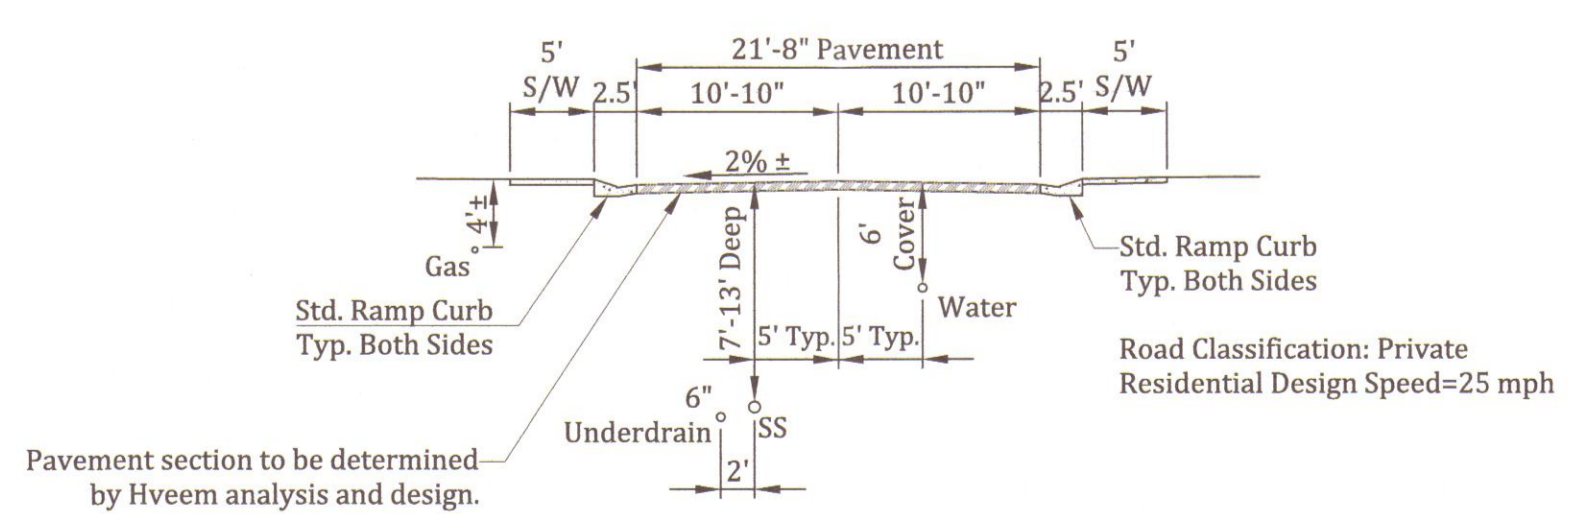 21'-8" Pavement
5'
S/W
2.5'
10'-10"
10'-10"
2.5'
5'
S/W
2% ±
4'±
Gas
7'-13' Deep
6'
Cover
Water
Std. Ramp Curb
Typ. Both Sides
Std. Ramp Curb
Typ. Both Sides
5' Typ.
5' Typ.
Road Classification: Private
Residential Design Speed=25 mph
6"
Underdrain
SS
2'
Pavement section to be determined
by Hveem analysis and design.